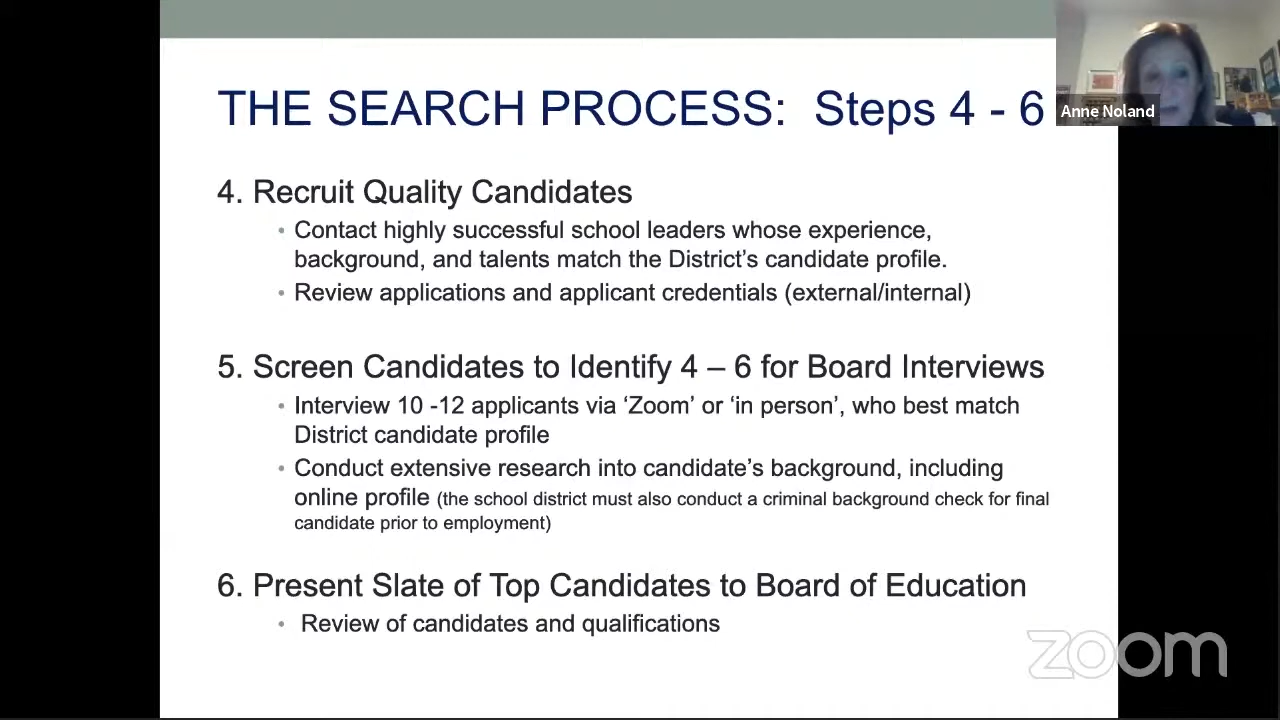 THE SEARCH PROCESS:  Steps 4 - 6
Anne Noland
4. Recruit Quality Candidates
• Contact highly successful school leaders whose experience,
background, and talents match the District’s candidate profile.
• Review applications and applicant credentials (external/internal)
5. Screen Candidates to Identify 4 – 6 for Board Interviews
• Interview 10 -12 applicants via ‘Zoom’ or ‘in person’, who best match
District candidate profile
• Conduct extensive research into candidate’s background, including
online profile (the school district must also conduct a criminal background check for final
candidate prior to employment)
6. Present Slate of Top Candidates to Board of Education
• Review of candidates and qualifications
zoom